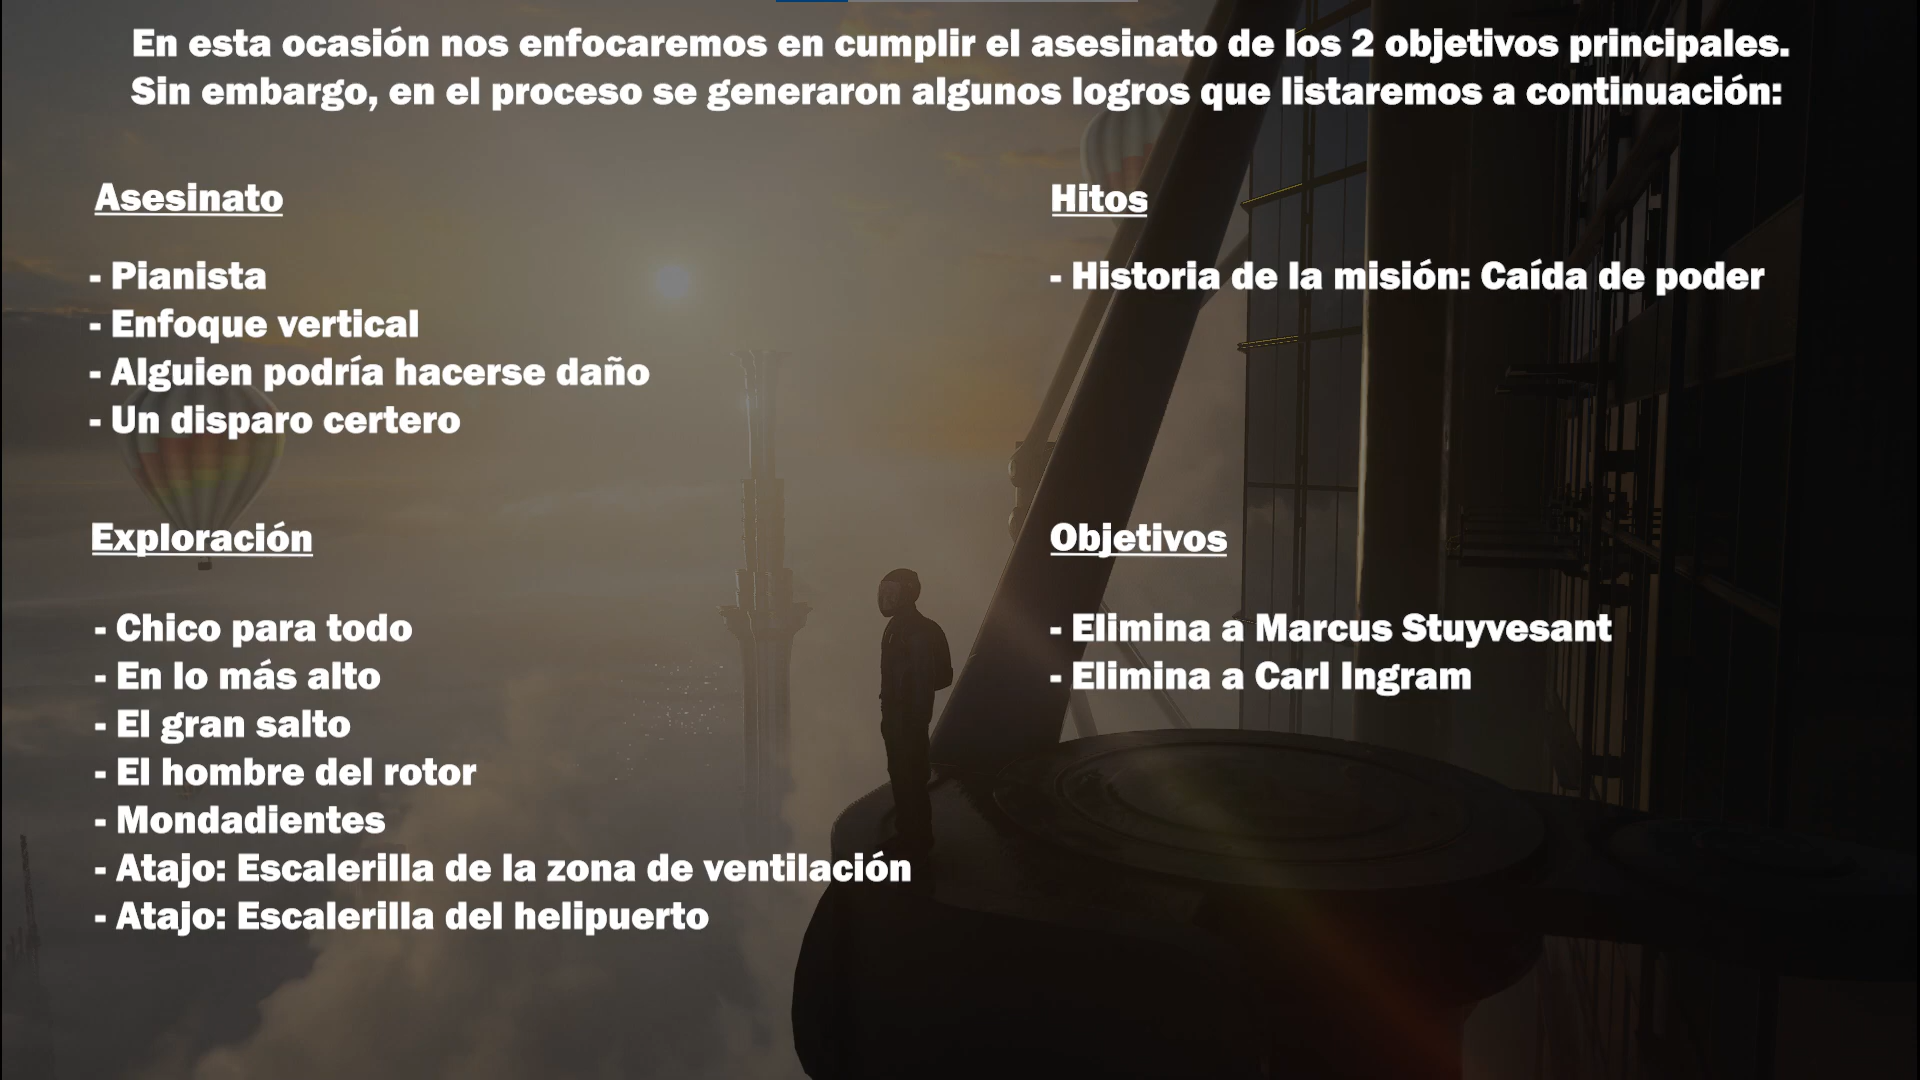 En esta ocasión nos enfocaremos en cumplir el asesinato de los 2 objetivos principales.
Sin embargo, en el proceso se generaron algunos logros que listaremos a continuación:
Asesinato
- Pianista
- Enfoque vertical
- Alguien podría hacerse daño
- Un disparo certero
Hitos
- Historia de la misión: Caída de poder
Exploración
- Chico para todo
- En lo más alto
- El gran salto
- El hombre del rotor
- Mondadientes
- Atajo: Escalerilla de la zona de ventilación
- Atajo: Escalerilla del helipuerto
Objetivos
- Elimina a Marcus Stuyvesant
- Elimina a Carl Ingram